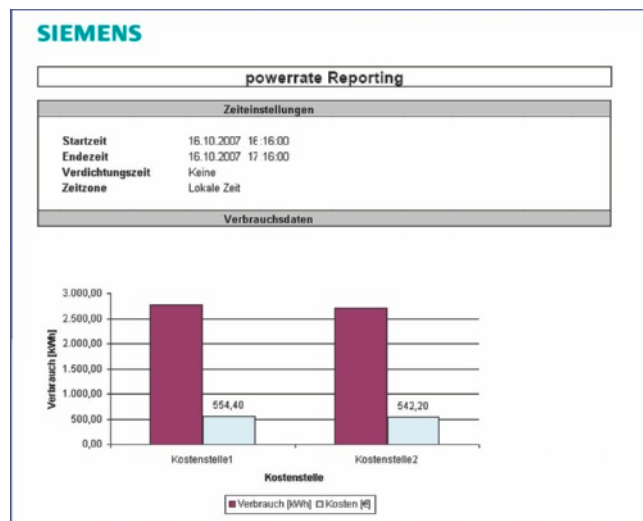 SIEMENS
powerrate Reporting
Zeiteinstellungen
Startzeit 16.10.2007 16:16:00
Endezeit 16.10.2007 17:16:00
Verdichtungszeit Keine
Zeitzone Lokale Zeit
Verbrauchsdaten
3.000,00
2.500,00
2.000,00
1.500,00
1.000,00
500,00
0,00
Verbrauch [kWh]
554,40
542,20
Kostenstelle1 Kostenstelle2
Kostenstelle
Verbrauch [kWh] Kosten [€]